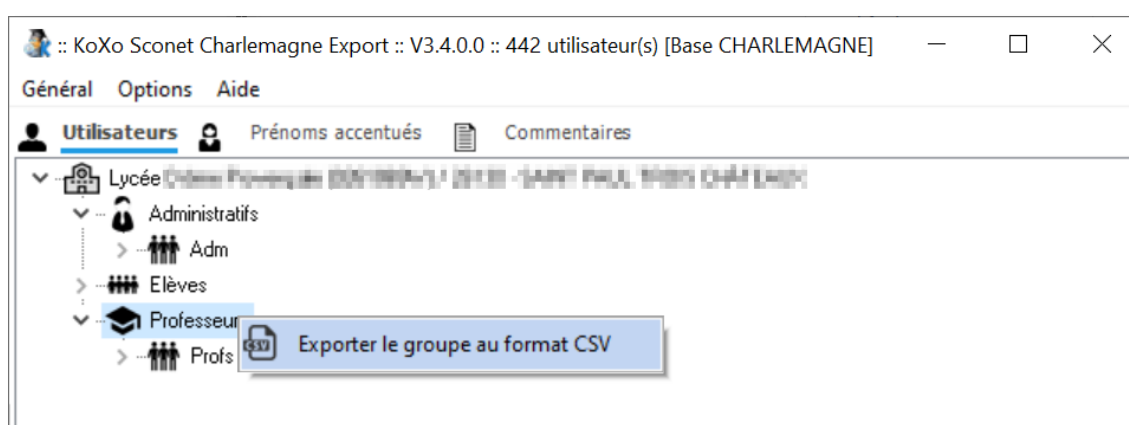 :: KoXo Sconet Charlemagne Export :: V3.4.0.0 :: 442 utilisateur(s) [Base CHARLEMAGNE]
Général Options Aide
Utilisateurs Prénoms accentués Commentaires
Lycée
Administratifs
Adm
Elèves
Professeur
CSV Exporter le groupe au format CSV
Profs